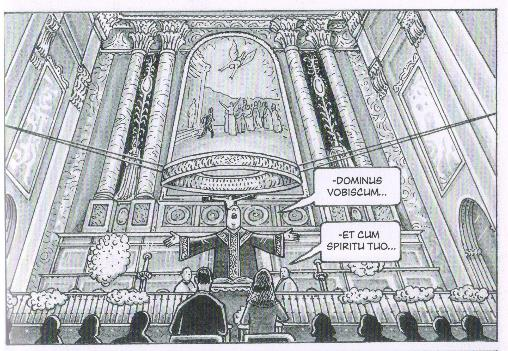 -DOMINUS
VOBISCUM...
-ET CUM
SPIRITU TUO...